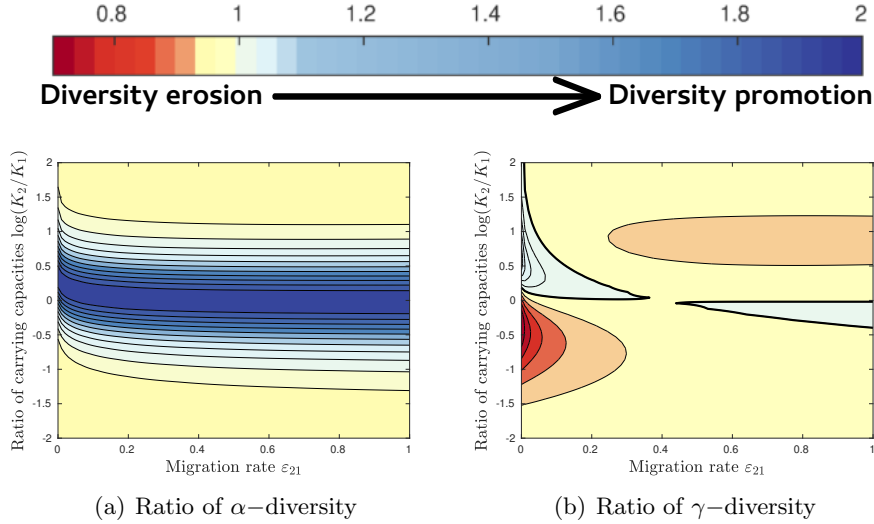 0.8 1 1.2 1.4 1.6 1.8 2
Diversity erosion Diversity promotion
Ratio of carrying capacities log(K₂/K₁)
2
1.5
1
0.5
0
-0.5
-1
-1.5
-2
0 0.2 0.4 0.6 0.8 1
Migration rate ε₂₁
(a) Ratio of α−diversity
Ratio of carrying capacities log(K₂/K₁)
2
1.5
1
0.5
0
-0.5
-1
-1.5
-2
0 0.2 0.4 0.6 0.8 1
Migration rate ε₂₁
(b) Ratio of γ−diversity